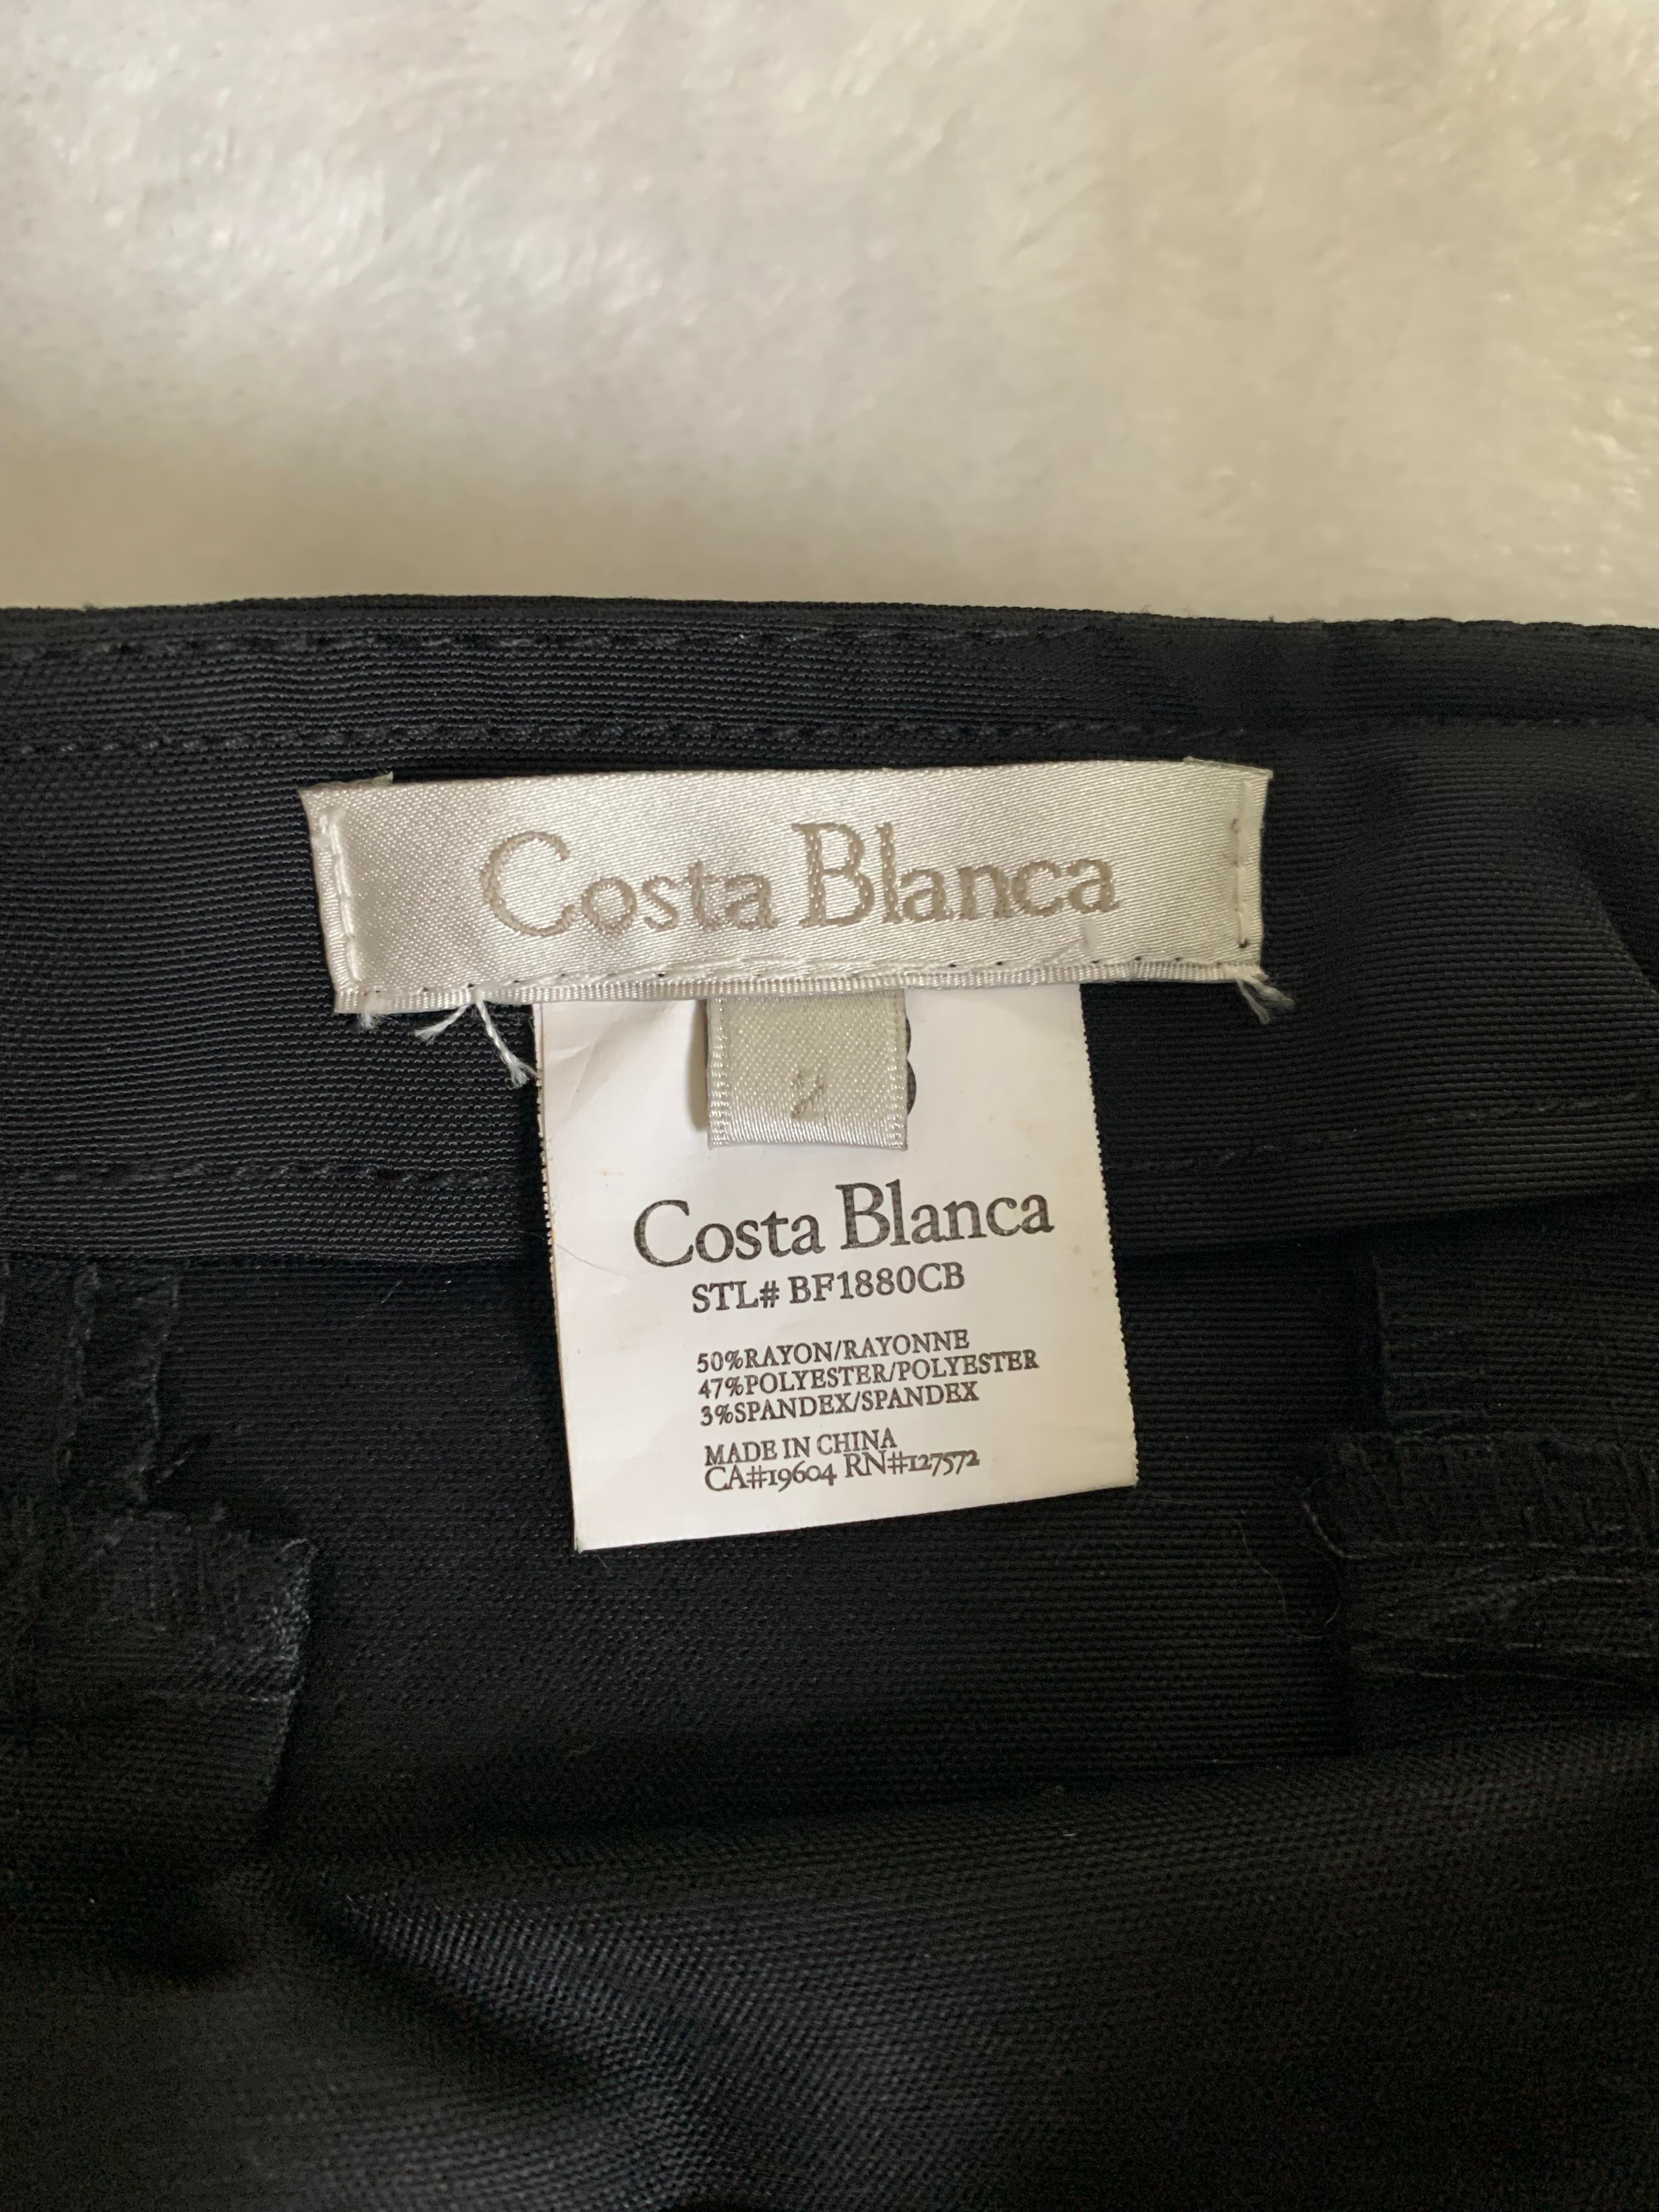 Costa Blanca
2
Costa Blanca
STL# BF1880CB
50%RAYON/RAYONNE
47%POLYESTER/POLYESTER
3%SPANDEX/SPANDEX
MADE IN CHINA
CA#19604 RN#127572